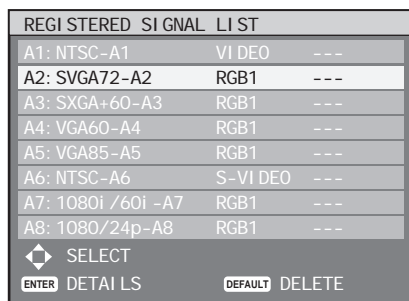 REGISTERED SIGNAL LIST
A1: NTSC-A1 VIDEO ---
A2: SVGA72-A2 RGB1 ---
A3: SXGA+60-A3 RGB1 ---
A4: VGA60-A4 RGB1 ---
A5: VGA85-A5 RGB1 ---
A6: NTSC-A6 S-VIDEO ---
A7: 1080i/60i-A7 RGB1 ---
A8: 1080/24p-A8 RGB1 ---
SELECT
ENTER DETAILS DEFAULT DELETE